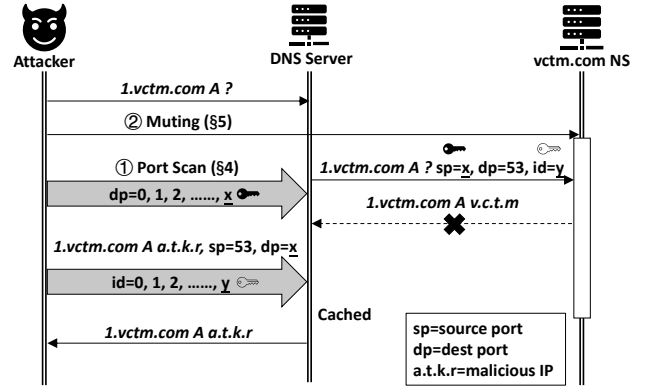 Attacker
DNS Server
vctm.com NS
1.vctm.com A ?
② Muting (§5)
① Port Scan (§4)
dp=0, 1, 2, ……, x
1.vctm.com A ? sp=x, dp=53, id=y
1.vctm.com A v.c.t.m
1.vctm.com A a.t.k.r, sp=53, dp=x
id=0, 1, 2, ……, y
Cached
1.vctm.com A a.t.k.r
sp=source port
dp=dest port
a.t.k.r=malicious IP